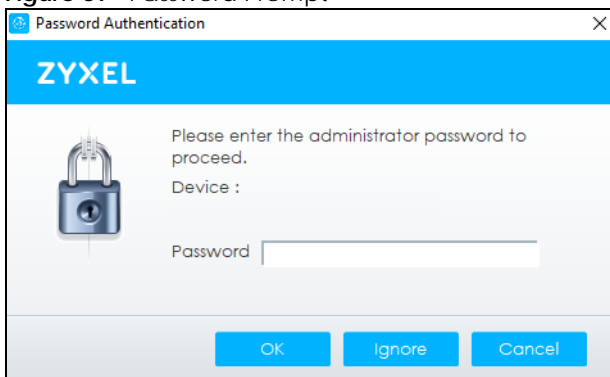 Password Authentication
ZYXEL
Please enter the administrator password to
proceed.
Device :
Password
OK Ignore Cancel